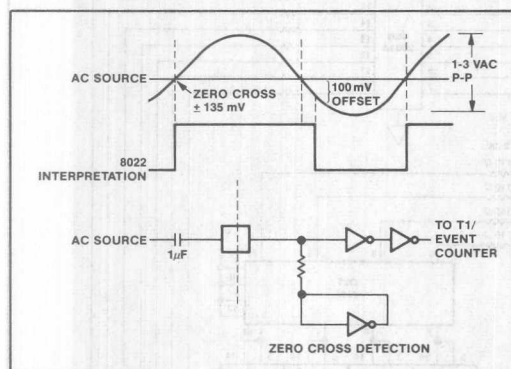 1-3 VAC
P-P
AC SOURCE
ZERO CROSS
± 135 mV
100 mV
OFFSET
8022
INTERPRETATION
AC SOURCE
1µF
TO T1/
EVENT
COUNTER
ZERO CROSS DETECTION